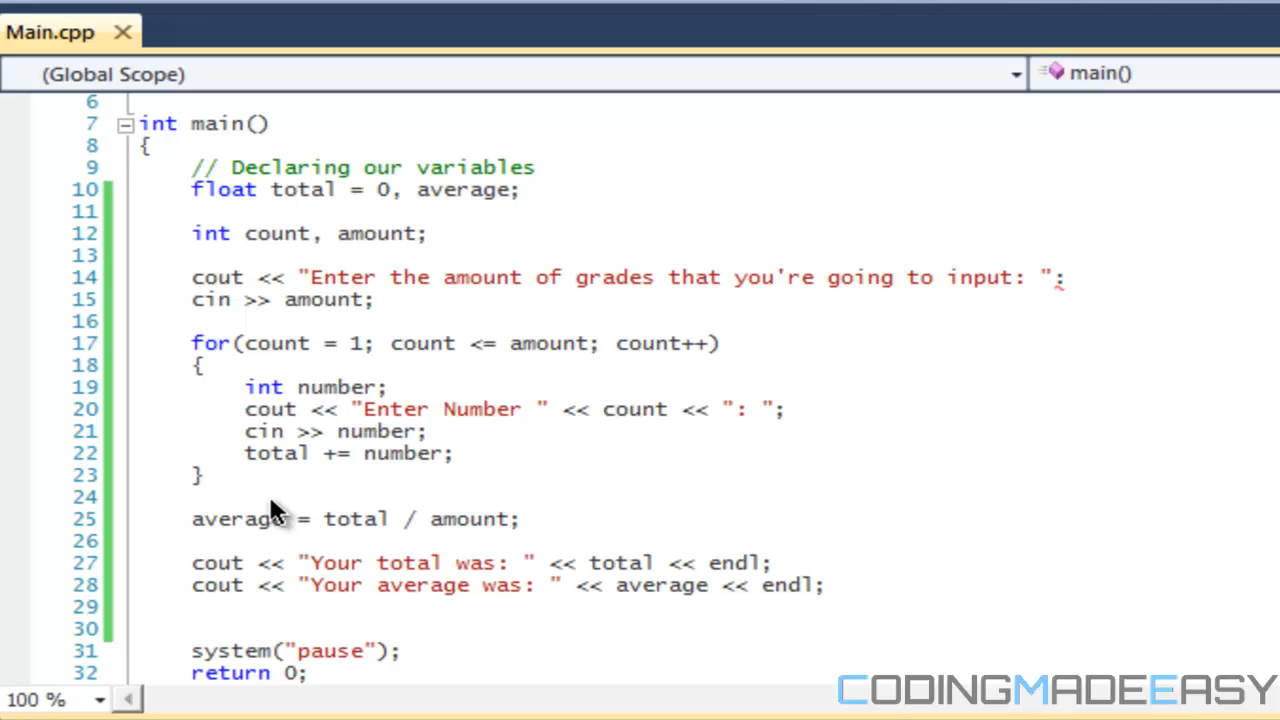 Main.cpp
(Global Scope) main()
6
7 int main()
8 {
9 // Declaring our variables
10 float total = 0, average;
11
12 int count, amount;
13
14 cout << "Enter the amount of grades that you're going to input: ":
15 cin >> amount;
16
17 for(count = 1; count <= amount; count++)
18 {
19 int number;
20 cout << "Enter Number " << count << ": ";
21 cin >> number;
22 total += number;
23 }
24
25 average = total / amount;
26
27 cout << "Your total was: " << total << endl;
28 cout << "Your average was: " << average << endl;
29
30
31 system("pause");
32 return 0;
100 %
CODINGMADEEASY